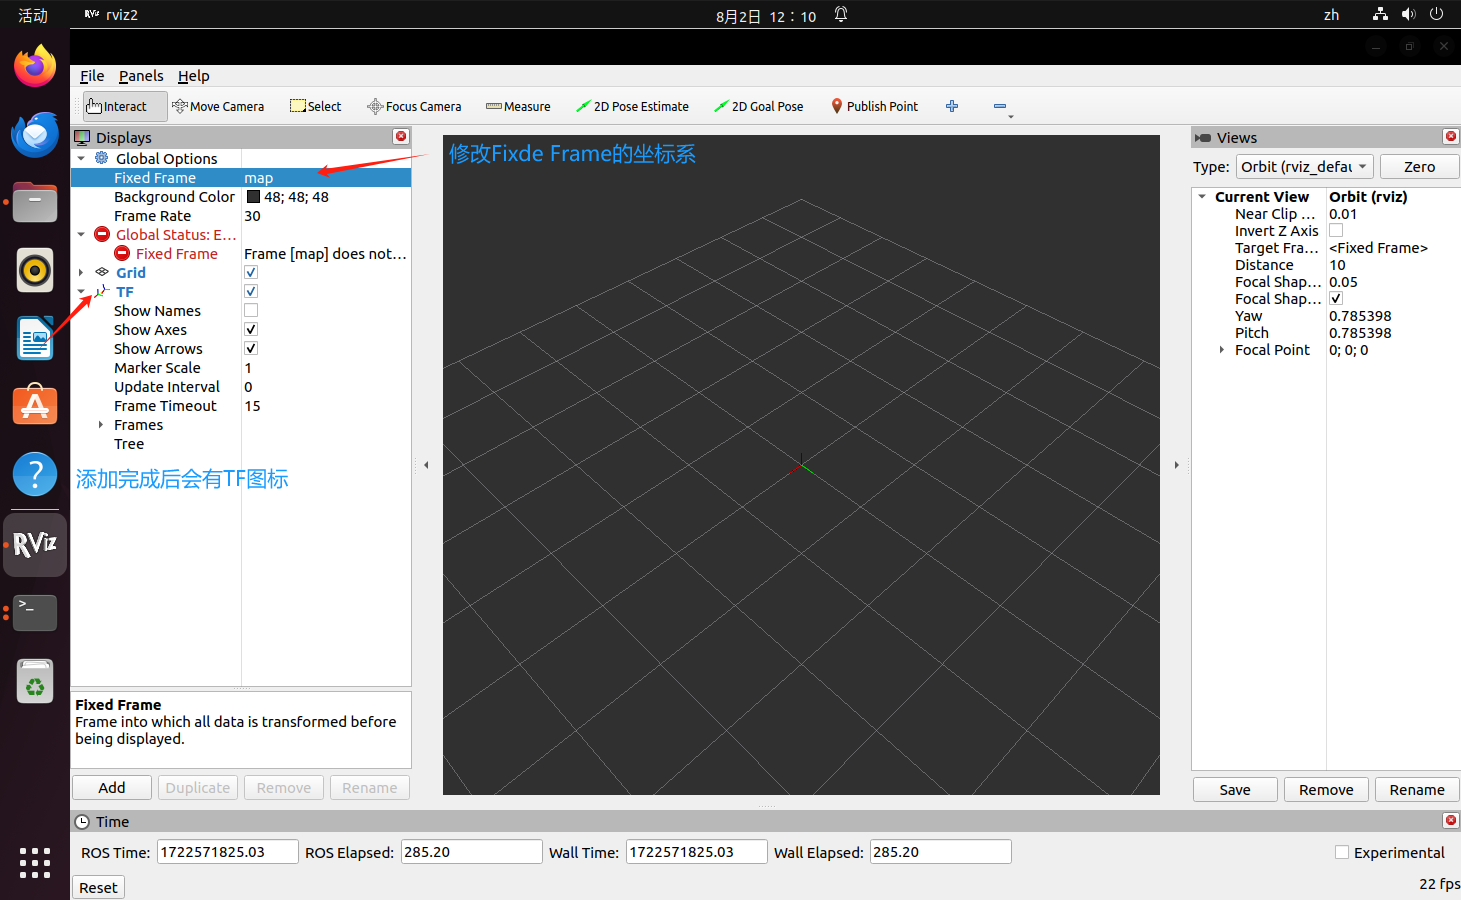 活动
RViz rviz2
8月2日 12：10
zh
File Panels Help
Interact Move Camera Select Focus Camera Measure 2D Pose Estimate 2D Goal Pose Publish Point
Displays
Global Options
Fixed Frame map
Background Color 48; 48; 48
Frame Rate 30
Global Status: E...
Fixed Frame Frame [map] does not...
Grid
TF
Show Names
Show Axes
Show Arrows
Marker Scale 1
Update Interval 0
Frame Timeout 15
Frames
Tree
添加完成后会有TF图标
Fixed Frame
Frame into which all data is transformed before
being displayed.
Add Duplicate Remove Rename
修改Fixde Frame的坐标系
Views
Type: Orbit (rviz_defau Zero
Current View Orbit (rviz)
Near Clip ... 0.01
Invert Z Axis
Target Fra... <Fixed Frame>
Distance 10
Focal Shap... 0.05
Focal Shap...
Yaw 0.785398
Pitch 0.785398
Focal Point 0; 0; 0
Save Remove Rename
RViz
Time
ROS Time: 1722571825.03 ROS Elapsed: 285.20 Wall Time: 1722571825.03 Wall Elapsed: 285.20 Experimental
Reset
22 fps